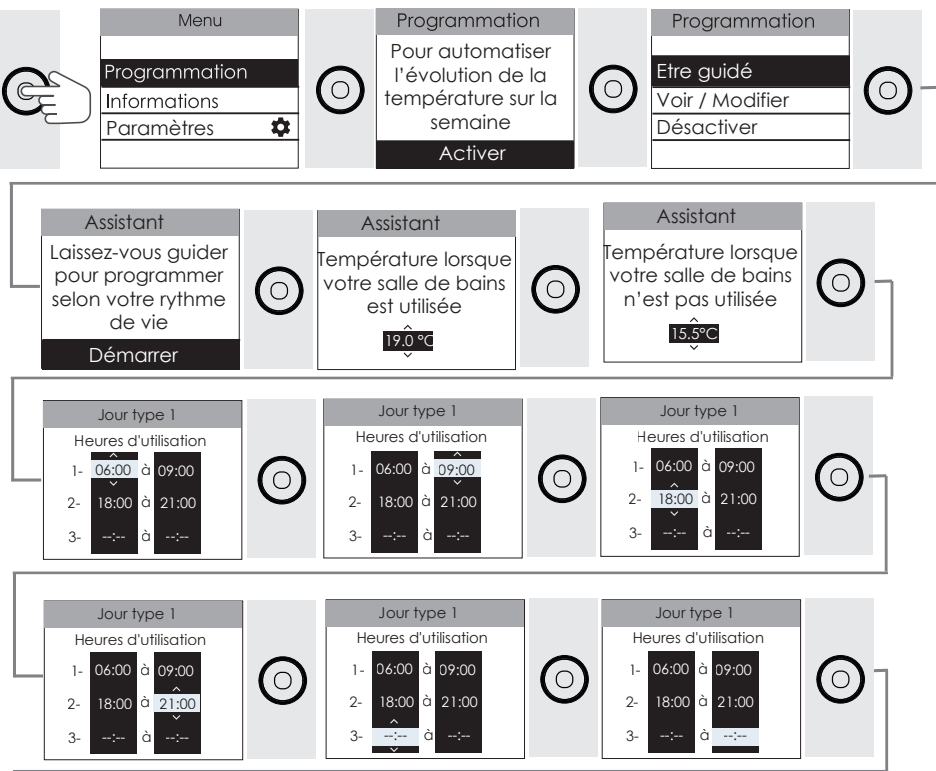 Menu
Programmation
Informations
Paramètres
Programmation
Pour automatiser
l'évolution de la
température sur la
semaine
Activer
Programmation
Etre guidé
Voir / Modifier
Désactiver
Assistant
Laissez-vous guider
pour programmer
selon votre rythme
de vie
Démarrer
Assistant
Température lorsque
votre salle de bains
est utilisée
19.0 °C
Assistant
Température lorsque
votre salle de bains
n'est pas utilisée
15.5°C
Jour type 1
Heures d'utilisation
1- 06:00 à 09:00
2- 18:00 à 21:00
3- --:-- à --:--
Jour type 1
Heures d'utilisation
1- 06:00 à 09:00
2- 18:00 à 21:00
3- --:-- à --:--
Jour type 1
Heures d'utilisation
1- 06:00 à 09:00
2- 18:00 à 21:00
3- --:-- à --:--
Jour type 1
Heures d'utilisation
1- 06:00 à 09:00
2- 18:00 à 21:00
3- --:-- à --:--
Jour type 1
Heures d'utilisation
1- 06:00 à 09:00
2- 18:00 à 21:00
3- --:-- à --:--
Jour type 1
Heures d'utilisation
1- 06:00 à 09:00
2- 18:00 à 21:00
3- --:-- à --:--